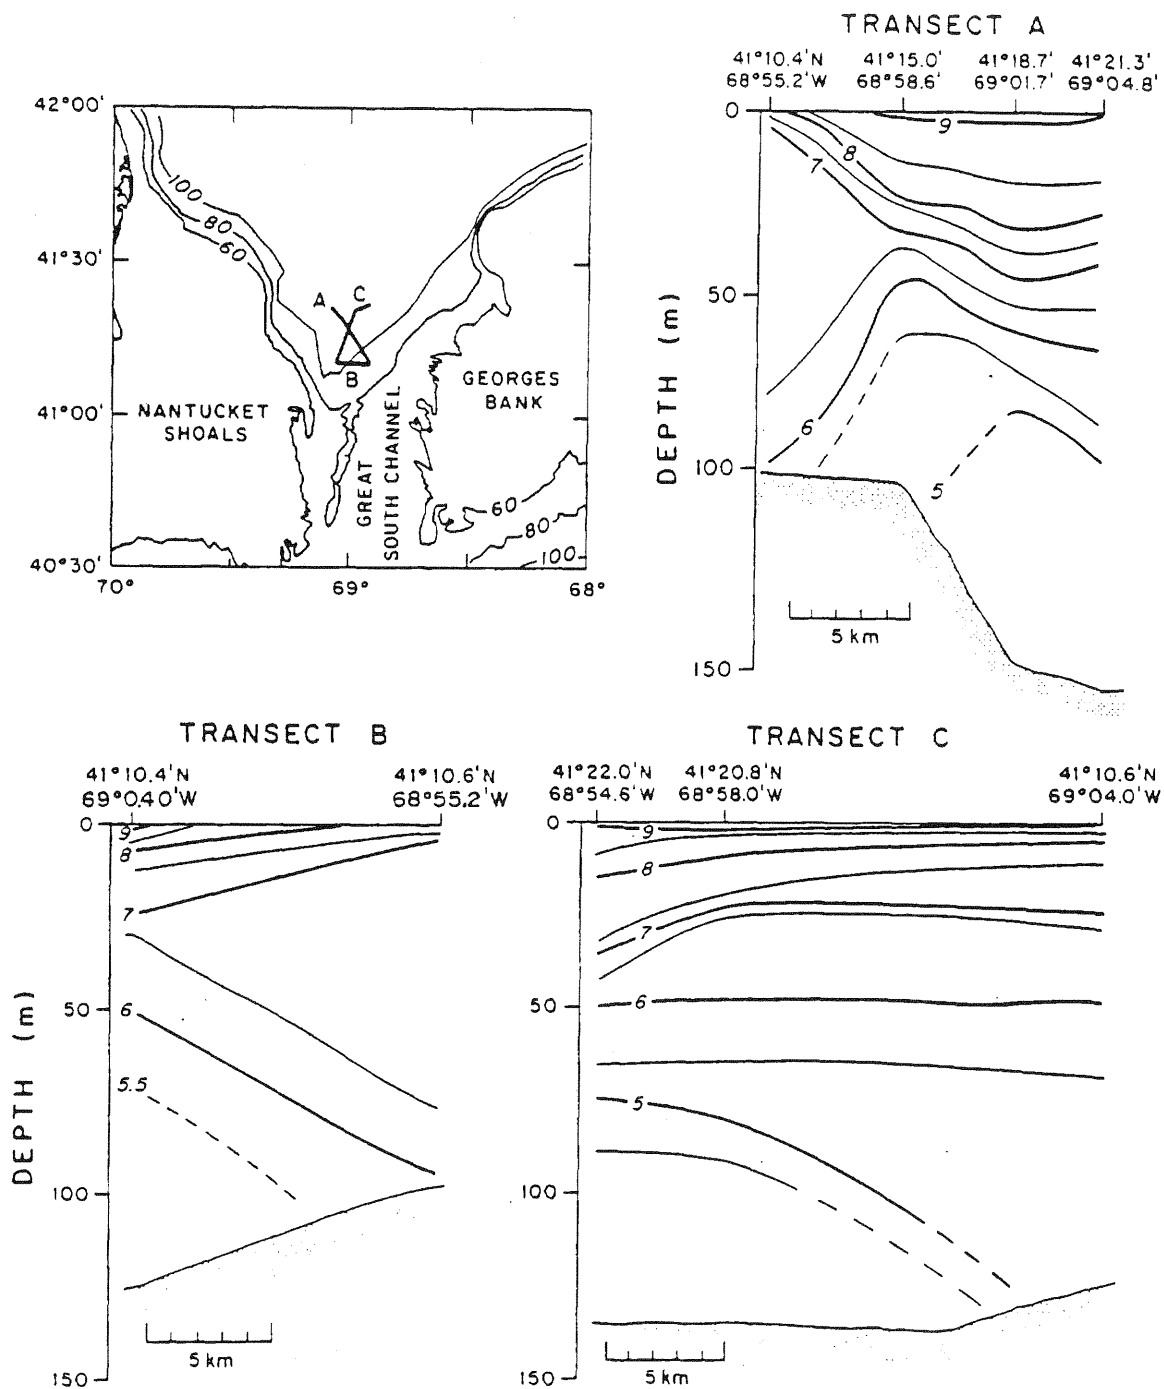 TRANSECT A
41°10.4'N 41°15.0' 41°18.7' 41°21.3'
68°55.2'W 68°58.6' 69°01.7' 69°04.8'
42°00'
41°30'
41°00'
40°30'
70° 69° 68°
100
80
60
A C
B
NANTUCKET
SHOALS
GREAT
SOUTH CHANNEL
GEORGES
BANK
60
80
100
DEPTH (m)
0
50
100
150
9
8
7
6
5
5 km
TRANSECT B
41°10.4'N 41°10.6'N
69°0.40'W 68°55.2'W
DEPTH (m)
0
50
100
150
9
8
7
6
5.5
5 km
TRANSECT C
41°22.0'N 41°20.8'N 41°10.6'N
68°54.6'W 68°58.0'W 69°04.0'W
0
50
100
150
9
8
7
6
5
5 km